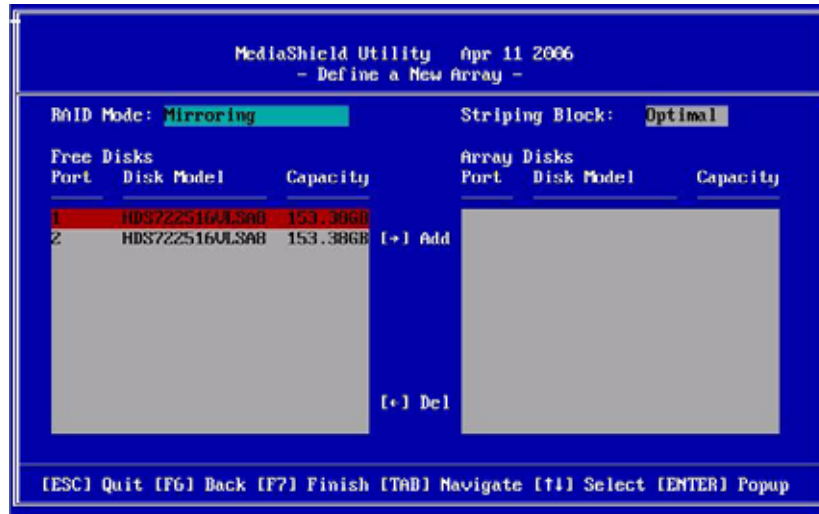 MediaShield Utility Apr 11 2006
- Define a New Array -
RAID Mode: Mirroring Striping Block: Optimal
Free Disks Array Disks
Port Disk Model Capacity Port Disk Model Capacity
1 HDS722516VLSA8 153.38GB
2 HDS722516VLSA8 153.38GB [→] Add
[←] Del
[ESC] Quit [F6] Back [F7] Finish [TAB] Navigate [↑↓] Select [ENTER] Popup